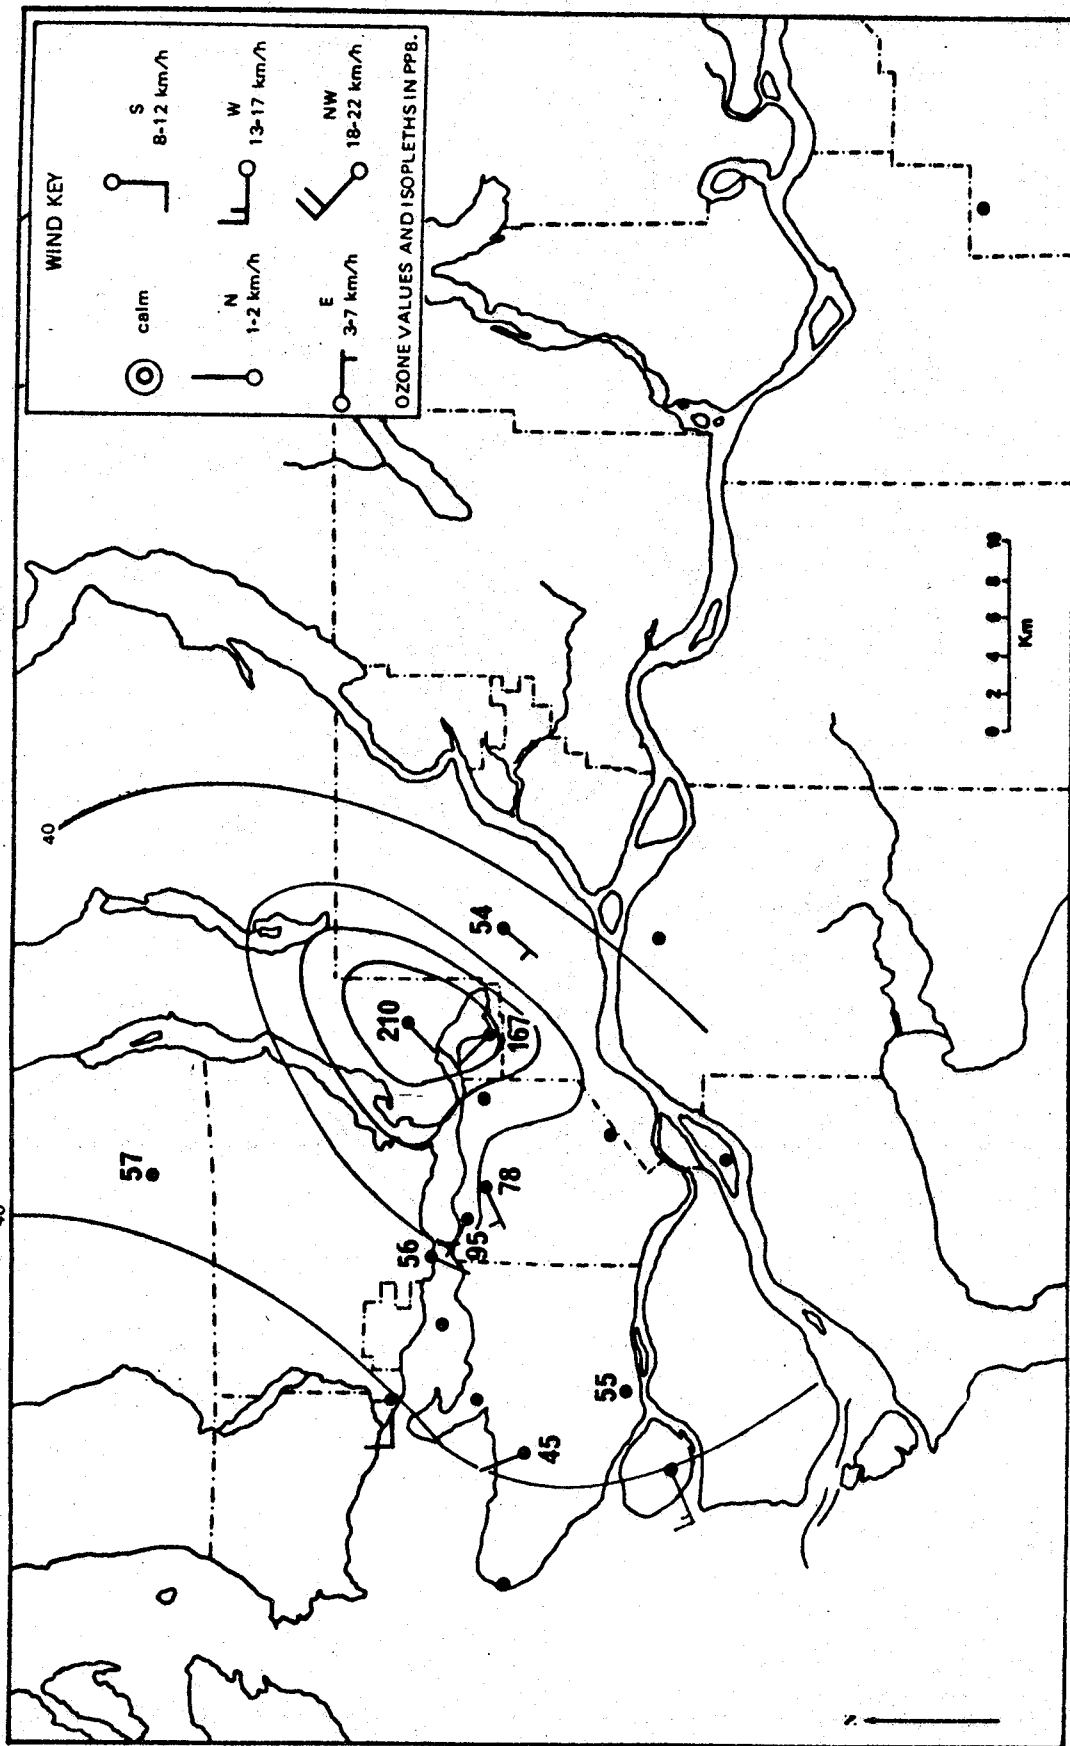 WIND KEY
calm
S
8-12 km/h
N
1-2 km/h
W
13-17 km/h
E
3-7 km/h
NW
18-22 km/h
OZONE VALUES AND ISOPLETHS IN PPB.
40
40
57
210
54
167
56
95
78
45
55
0 2 4 6 8 10
Km
N